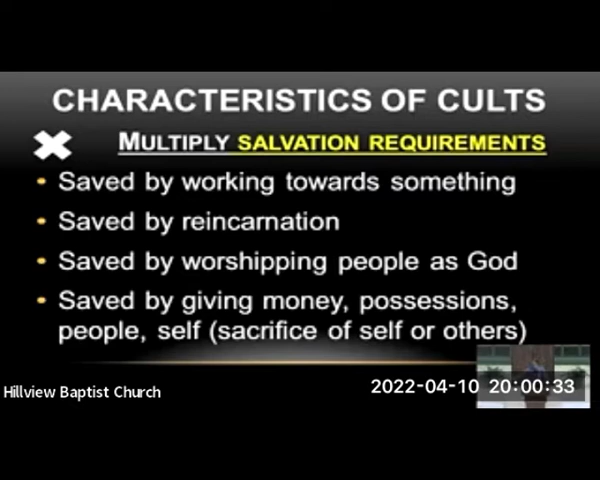 CHARACTERISTICS OF CULTS
MULTIPLY SALVATION REQUIREMENTS
• Saved by working towards something
• Saved by reincarnation
• Saved by worshipping people as God
• Saved by giving money, possessions,
people, self (sacrifice of self or others)
Hillview Baptist Church
2022-04-10 20:00:33